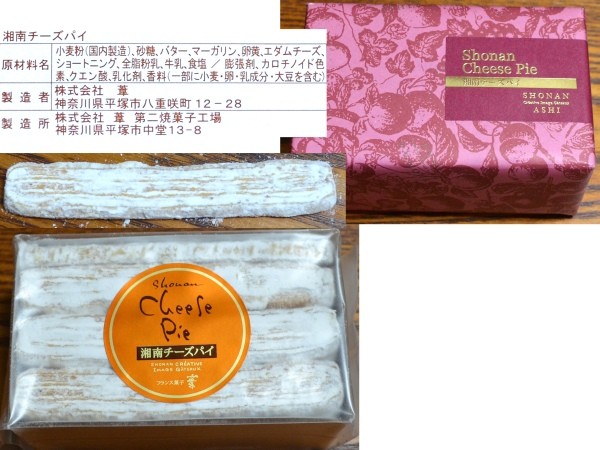 湘南チーズパイ
原材料名 小麦粉(国内製造)、砂糖、バター、マーガリン、卵黄、エダムチーズ、
ショートニング、全脂粉乳、牛乳、食塩 / 膨張剤、カロチノイド色
素、クエン酸、乳化剤、香料(一部に小麦・卵・乳成分・大豆を含む)
製造者 株式会社 葦
神奈川県平塚市八重咲町12-28
製造所 株式会社 葦 第二焼菓子工場
神奈川県平塚市中堂13-8
Shonan
Cheese Pie
湘南チーズパイ
SHONAN
Créative Image Gâteaux
ASHI
Shonan
Cheese
Pie
湘南チーズパイ
SHONAN CRÉATIVE
IMAGE GÂTEAUX
フランス菓子 葦